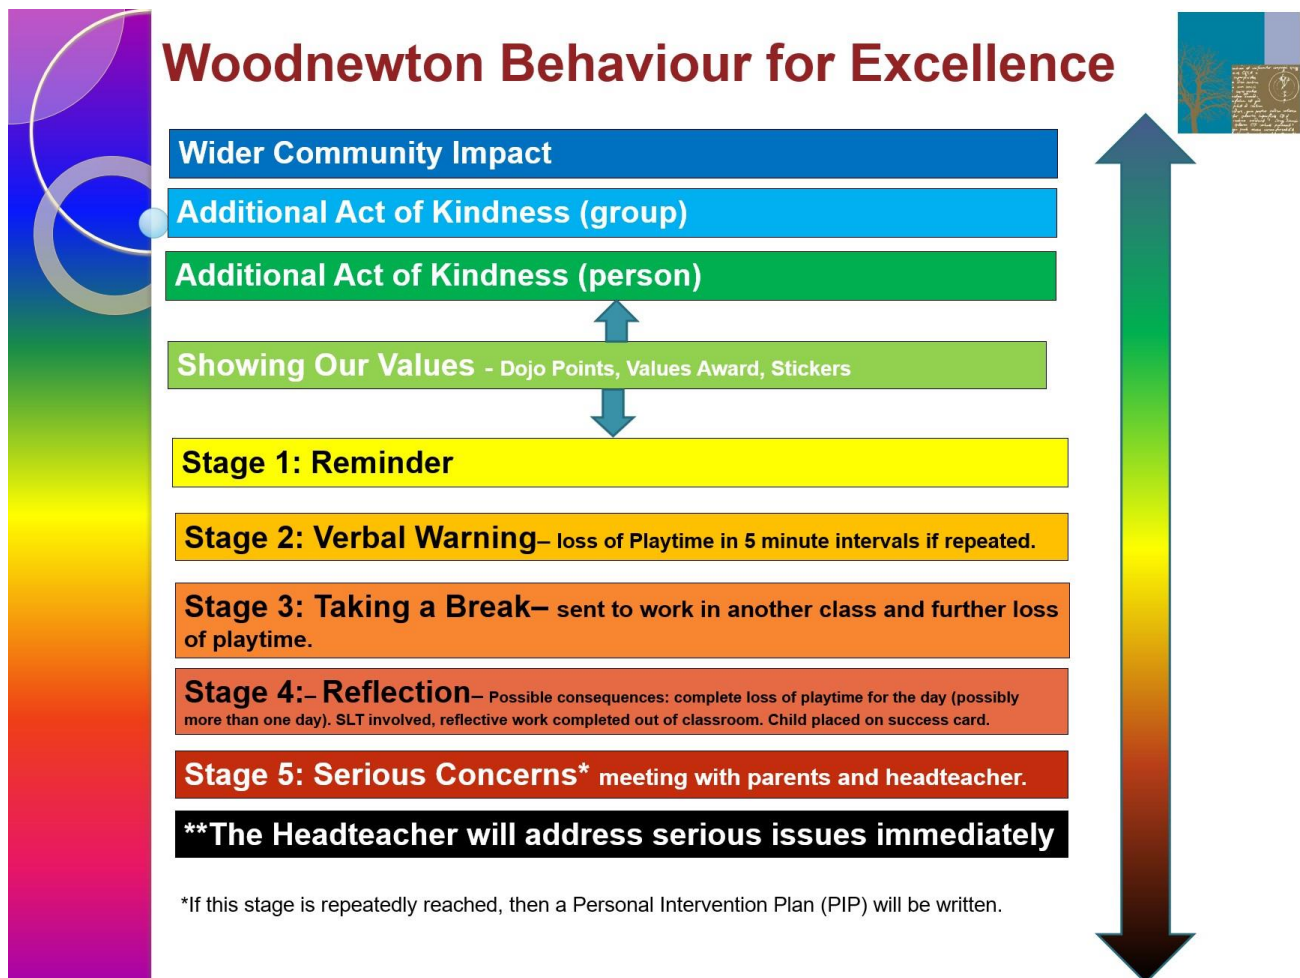 Woodnewton Behaviour for Excellence
Wider Community Impact
Additional Act of Kindness (group)
Additional Act of Kindness (person)
Showing Our Values - Dojo Points, Values Award, Stickers
Stage 1: Reminder
Stage 2: Verbal Warning– loss of Playtime in 5 minute intervals if repeated.
Stage 3: Taking a Break– sent to work in another class and further loss
of playtime.
Stage 4:– Reflection– Possible consequences: complete loss of playtime for the day (possibly
more than one day). SLT involved, reflective work completed out of classroom. Child placed on success card.
Stage 5: Serious Concerns* meeting with parents and headteacher.
**The Headteacher will address serious issues immediately
*If this stage is repeatedly reached, then a Personal Intervention Plan (PIP) will be written.